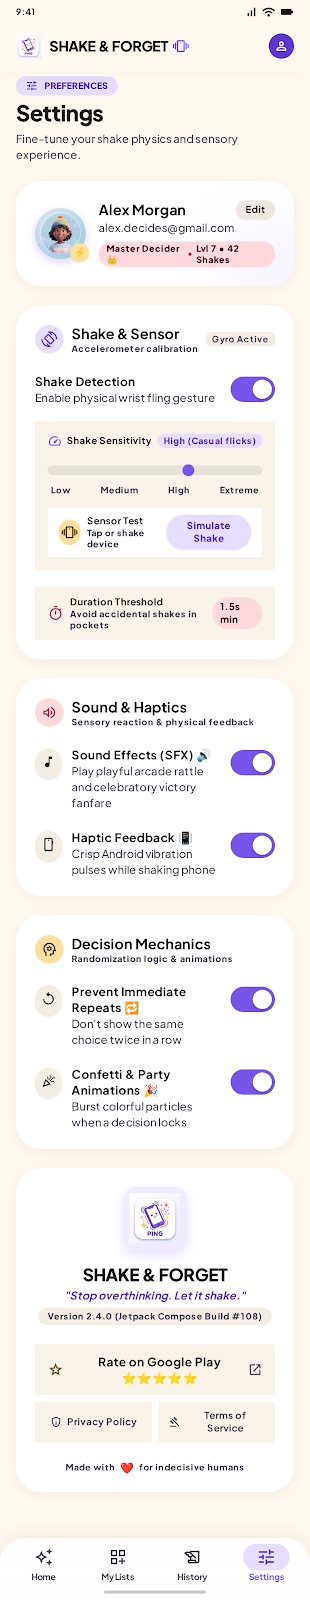 9:41
SHAKE & FORGET
PREFERENCES
Settings
Fine-tune your shake physics and sensory
experience.
Alex Morgan
Edit
alex.decides@gmail.com
Master Decider 👑 • Lvl 7 • 42 Shakes
Shake & Sensor
Accelerometer calibration
Gyro Active
Shake Detection
Enable physical wrist fling gesture
Shake Sensitivity
High (Casual flicks)
Low Medium High Extreme
Sensor Test
Tap or shake
device
Simulate
Shake
Duration Threshold
Avoid accidental shakes in
pockets
1.5s
min
Sound & Haptics
Sensory reaction & physical feedback
Sound Effects (SFX) 🔊
Play playful arcade rattle
and celebratory victory
fanfare
Haptic Feedback 📳
Crisp Android vibration
pulses while shaking phone
Decision Mechanics
Randomization logic & animations
Prevent Immediate
Repeats 🔁
Don't show the same
choice twice in a row
Confetti & Party
Animations 🎉
Burst colorful particles
when a decision locks
PING
SHAKE & FORGET
"Stop overthinking. Let it shake."
Version 2.4.0 (Jetpack Compose Build #108)
Rate on Google Play
⭐⭐⭐⭐⭐
Privacy Policy
Terms of
Service
Made with ❤️ for indecisive humans
Home My Lists History Settings